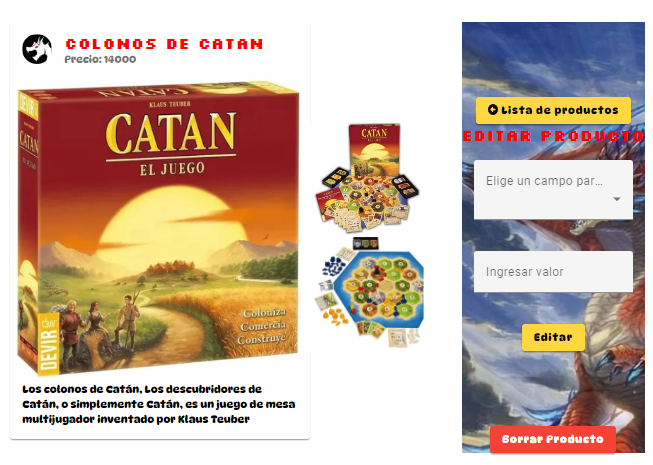 COLONOS DE CATAN
Precio: 14000
DEVIR
KLAUS TEUBER
CATAN
EL JUEGO
Coloniza
Comercia
Construye
DEVIR
CATAN
Los colonos de Catán, Los descubridores de
Catán, o simplemente Catán, es un juego de mesa
multijugador inventado por Klaus Teuber
Lista de productos
EDITAR PRODUCTO
Elige un campo par...
Ingresar valor
Editar
Borrar Producto